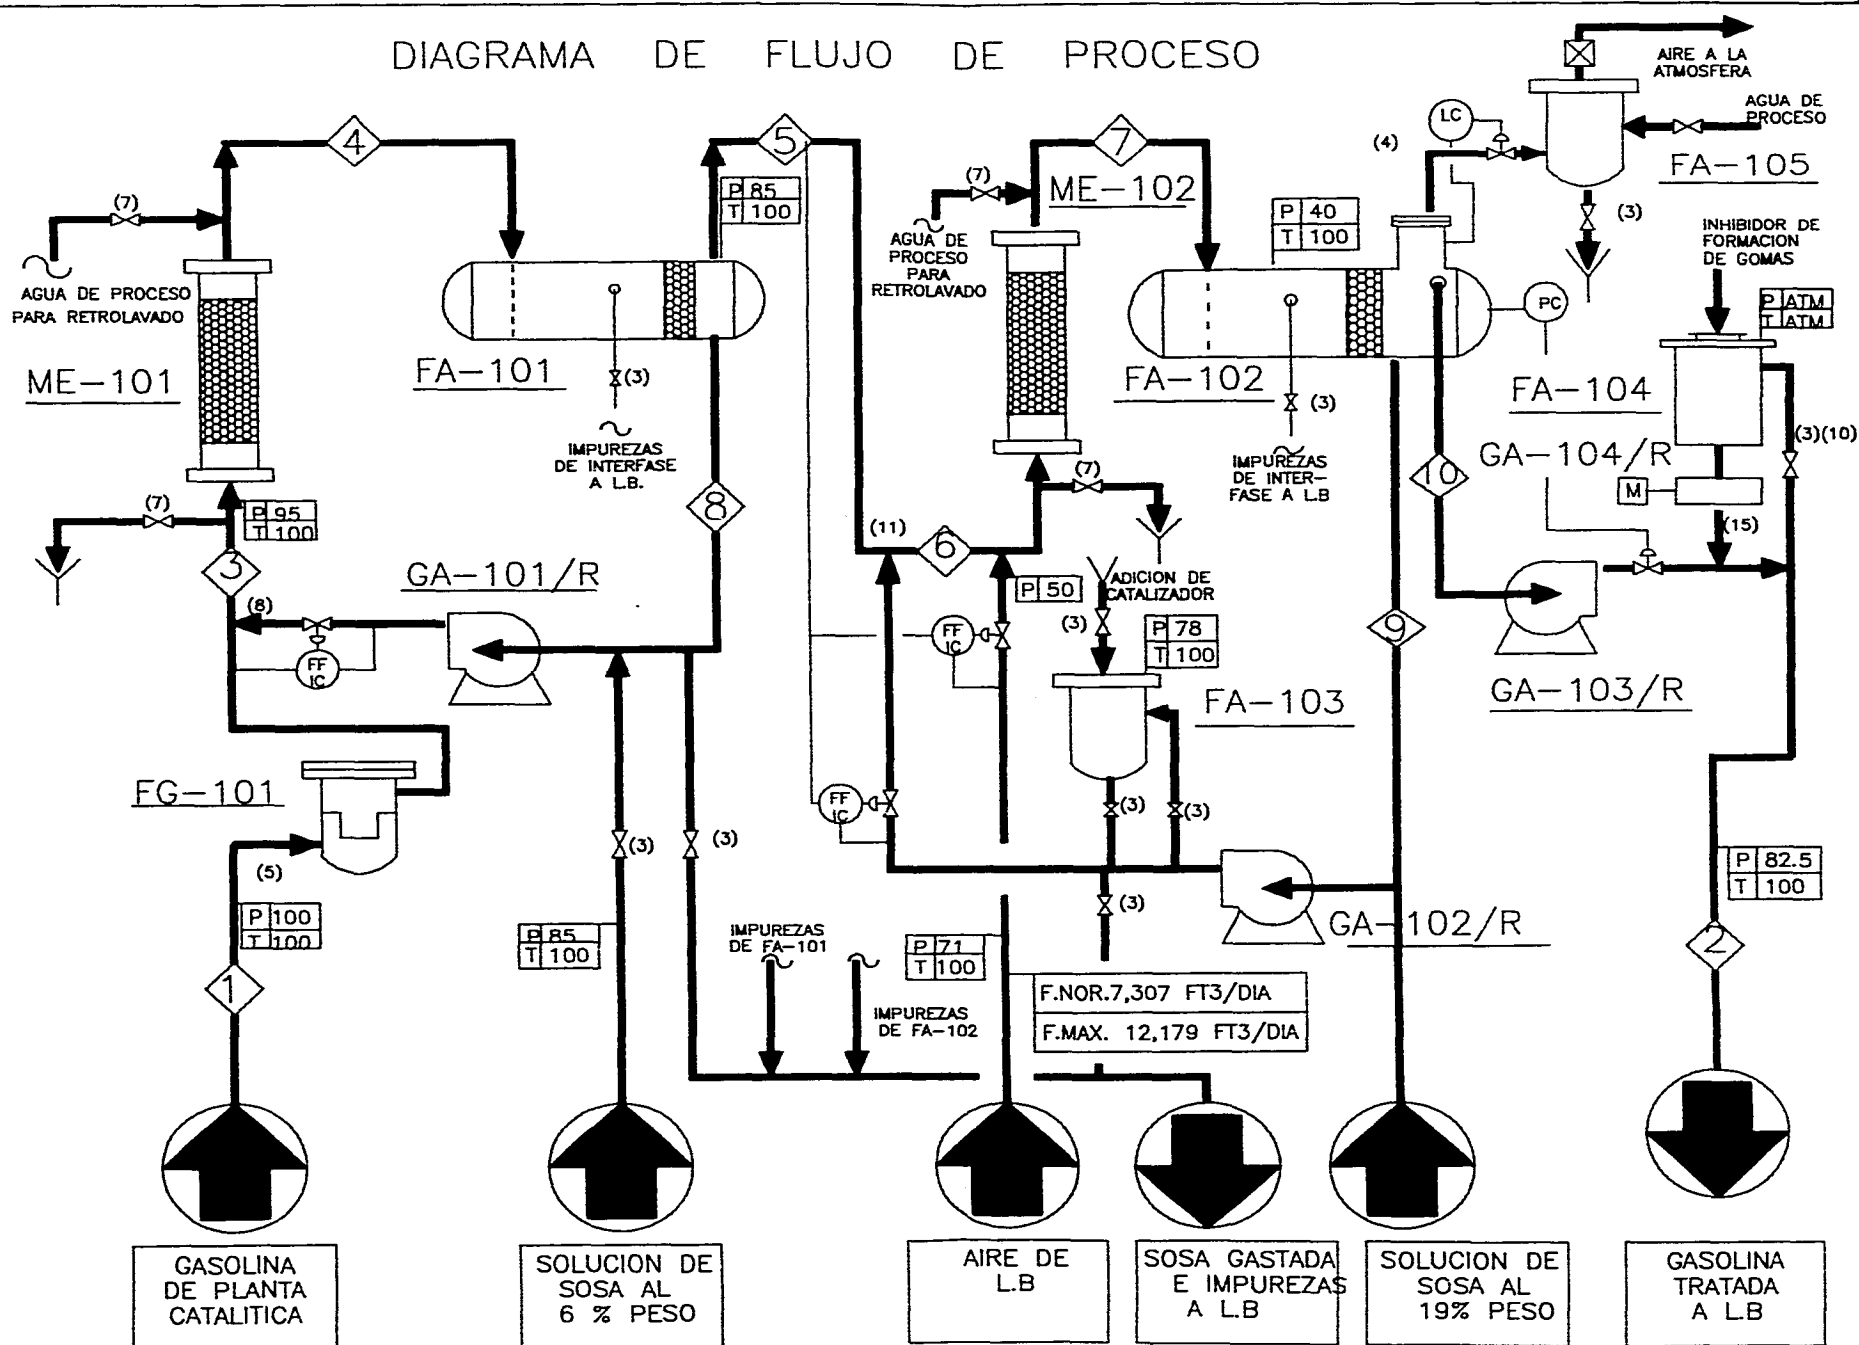 DIAGRAMA DE FLUJO DE PROCESO
AIRE A LA
ATMOSFERA
AGUA DE
PROCESO
FA-105
(3)
LC
(4)
4
5
7
(7)
AGUA DE PROCESO
PARA RETROLAVADO
ME-101
P 85
T 100
(7)
ME-102
AGUA DE
PROCESO
PARA
RETROLAVADO
P 40
T 100
PC
INHIBIDOR DE
FORMACION
DE GOMAS
P ATM
T ATM
FA-101
(3)
IMPUREZAS
DE INTERFASE
A L.B.
FA-102
(3)
IMPUREZAS
DE INTER-
FASE A L.B
FA-104
(3)(10)
GA-104/R
M
(15)
10
8
(7)
P 95
T 100
3
GA-101/R
(8)
FF
IC
(11)
6
(7)
P 50
ADICION DE
CATALIZADOR
(3)
P 78
T 100
FF
IC
9
GA-103/R
FA-103
FG-101
(5)
P 100
T 100
1
(3)
(3)
FF
IC
(3)
(3)
(3)
GA-102/R
P 82.5
T 100
2
P 85
T 100
IMPUREZAS
DE FA-101
IMPUREZAS
DE FA-102
P 71
T 100
F.NOR.7,307 FT3/DIA
F.MAX. 12,179 FT3/DIA
GASOLINA
DE PLANTA
CATALITICA
SOLUCION DE
SOSA AL
6 % PESO
AIRE DE
L.B
SOSA GASTADA
E IMPUREZAS
A L.B
SOLUCION DE
SOSA AL
19% PESO
GASOLINA
TRATADA
A L.B